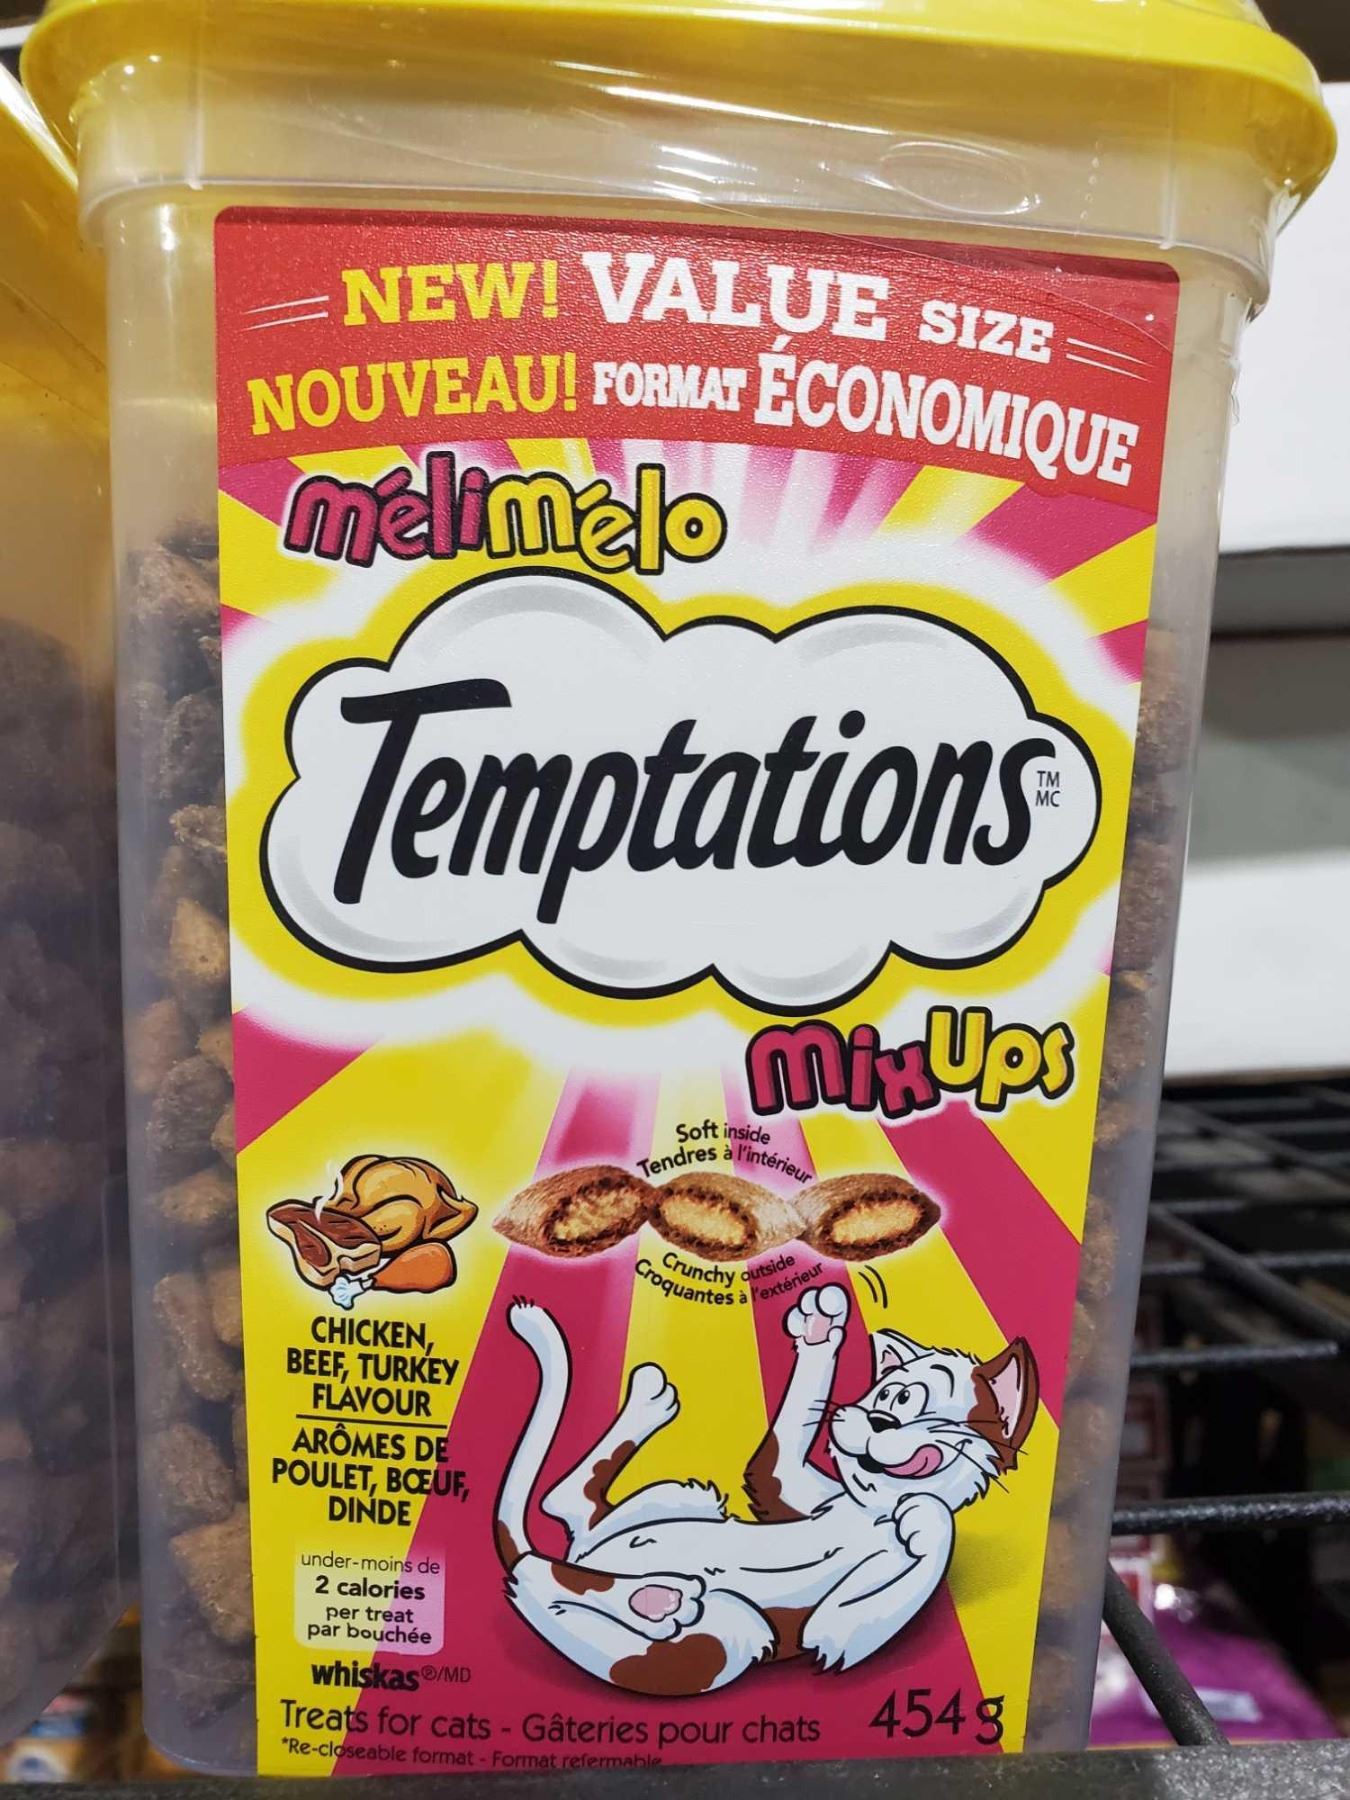 NEW! VALUE SIZE
NOUVEAU! FORMAT ÉCONOMIQUE
mélimélo
Temptations TM MC
MixUps
Soft inside
Tendres à l'intérieur
Crunchy outside
Croquantes à l'extérieur
CHICKEN,
BEEF, TURKEY
FLAVOUR
ARÔMES DE
POULET, BŒUF,
DINDE
under-moins de
2 calories
per treat
par bouchée
whiskas®/MD
Treats for cats - Gâteries pour chats 454 g
*Re-closeable format - Format refermable